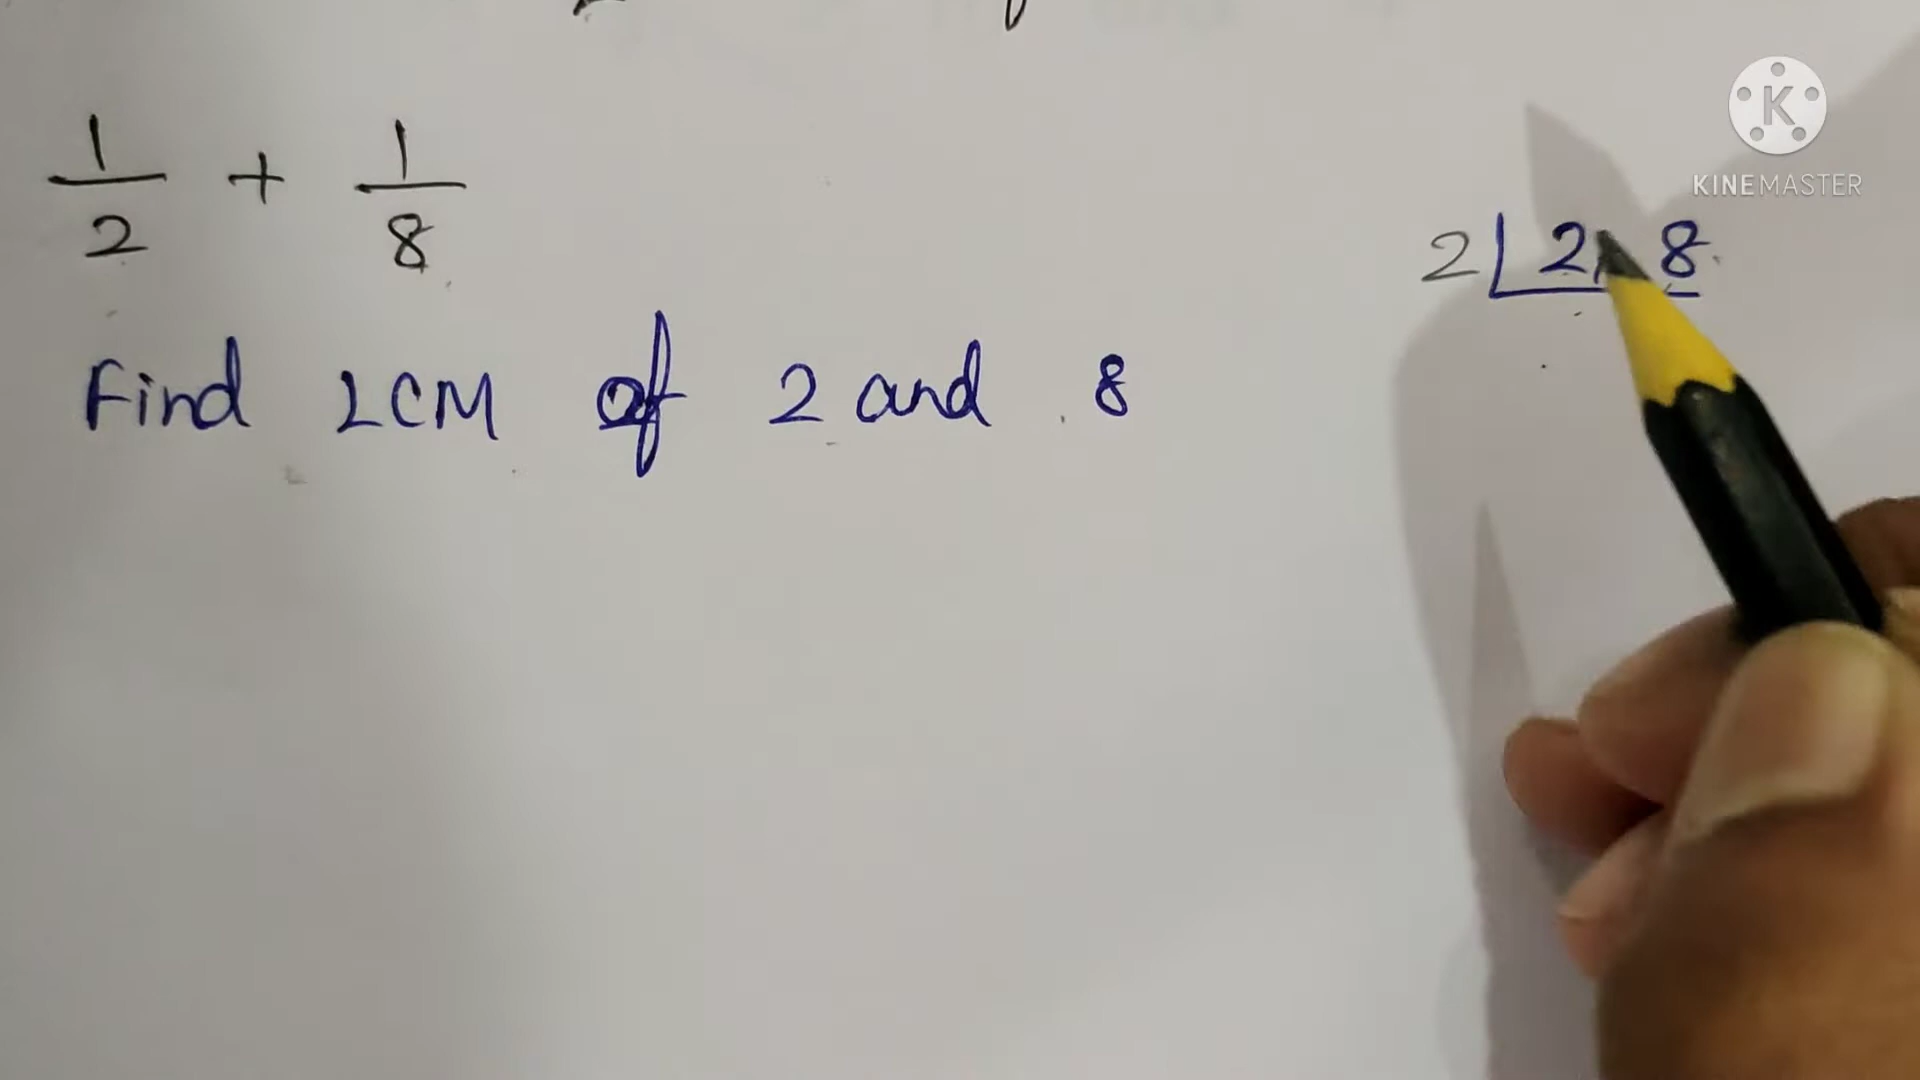 1/2 + 1/8
2 | 2, 8
Find LCM of 2 and 8
K
KINEMASTER